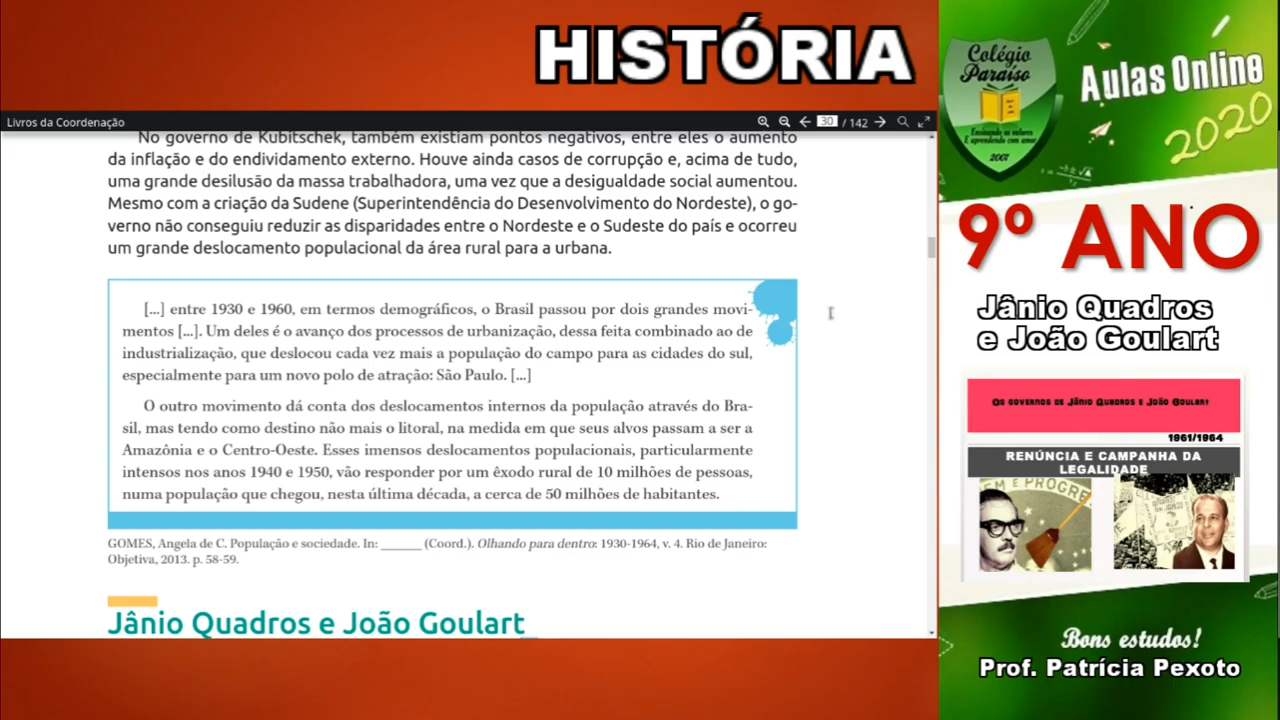 HISTÓRIA
Livros da Coordenação
30 / 142
No governo de Kubitschek, também existiam pontos negativos, entre eles o aumento
da inflação e do endividamento externo. Houve ainda casos de corrupção e, acima de tudo,
uma grande desilusão da massa trabalhadora, uma vez que a desigualdade social aumentou.
Mesmo com a criação da Sudene (Superintendência do Desenvolvimento do Nordeste), o go-
verno não conseguiu reduzir as disparidades entre o Nordeste e o Sudeste do país e ocorreu
um grande deslocamento populacional da área rural para a urbana.
[...] entre 1930 e 1960, em termos demográficos, o Brasil passou por dois grandes movi-
mentos [...]. Um deles é o avanço dos processos de urbanização, dessa feita combinado ao de
industrialização, que deslocou cada vez mais a população do campo para as cidades do sul,
especialmente para um novo polo de atração: São Paulo. [...]
O outro movimento dá conta dos deslocamentos internos da população através do Bra-
sil, mas tendo como destino não mais o litoral, na medida em que seus alvos passam a ser a
Amazônia e o Centro-Oeste. Esses imensos deslocamentos populacionais, particularmente
intensos nos anos 1940 e 1950, vão responder por um êxodo rural de 10 milhões de pessoas,
numa população que chegou, nesta última década, a cerca de 50 milhões de habitantes.
GOMES, Angela de C. População e sociedade. In: ______ (Coord.). Olhando para dentro: 1930-1964, v. 4. Rio de Janeiro:
Objetiva, 2013. p. 58-59.
Jânio Quadros e João Goulart
Colégio
Paraíso
Ensinando os valores
E aprendendo com amor
2007
Aulas Online
2020
9º ANO
Jânio Quadros
e João Goulart
Os governos de Jânio Quadros e João Goulart
1961/1964
RENÚNCIA E CAMPANHA DA
LEGALIDADE
EM E PROGRE
Bons estudos!
Prof. Patrícia Pexoto